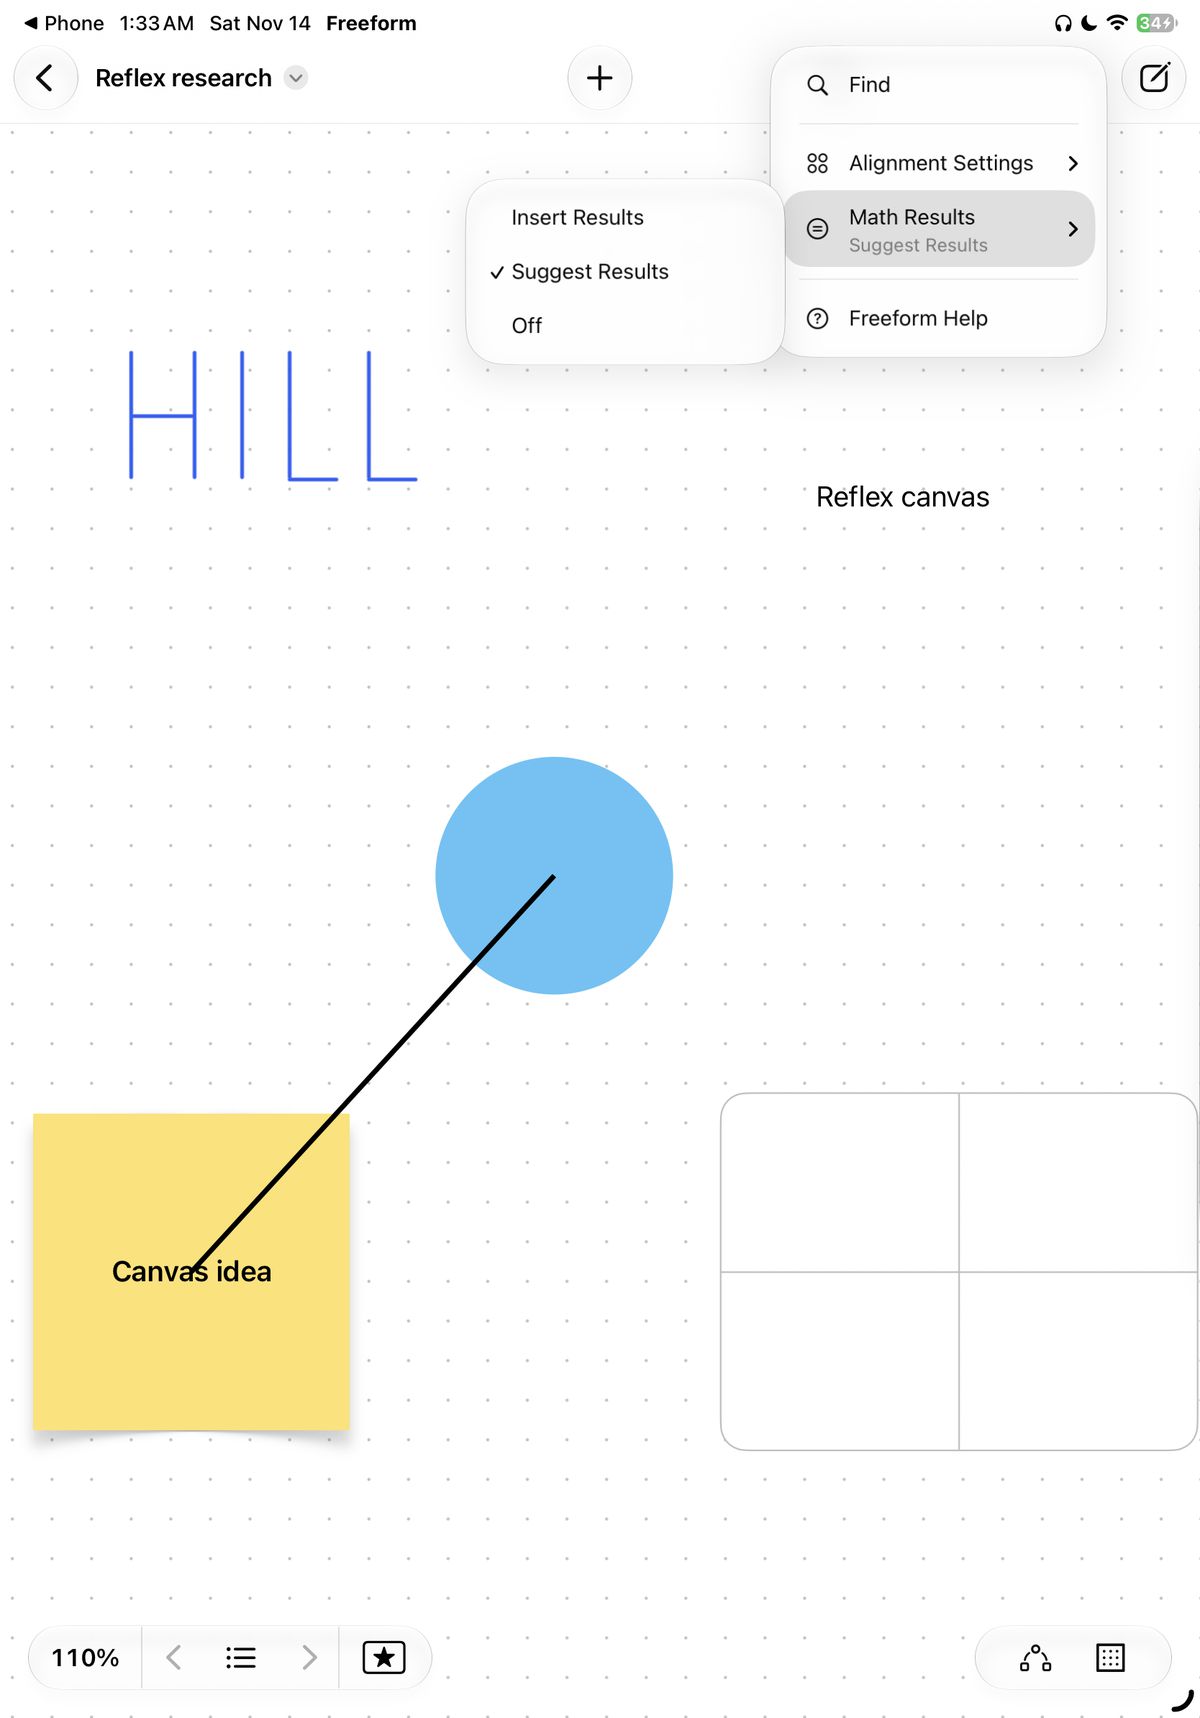 Phone 1:33 AM Sat Nov 14 Freeform 34
Reflex research
Find
Alignment Settings
Math Results
Suggest Results
Freeform Help
Insert Results
Suggest Results
Off
HILL
Reflex canvas
Canvas idea
110%